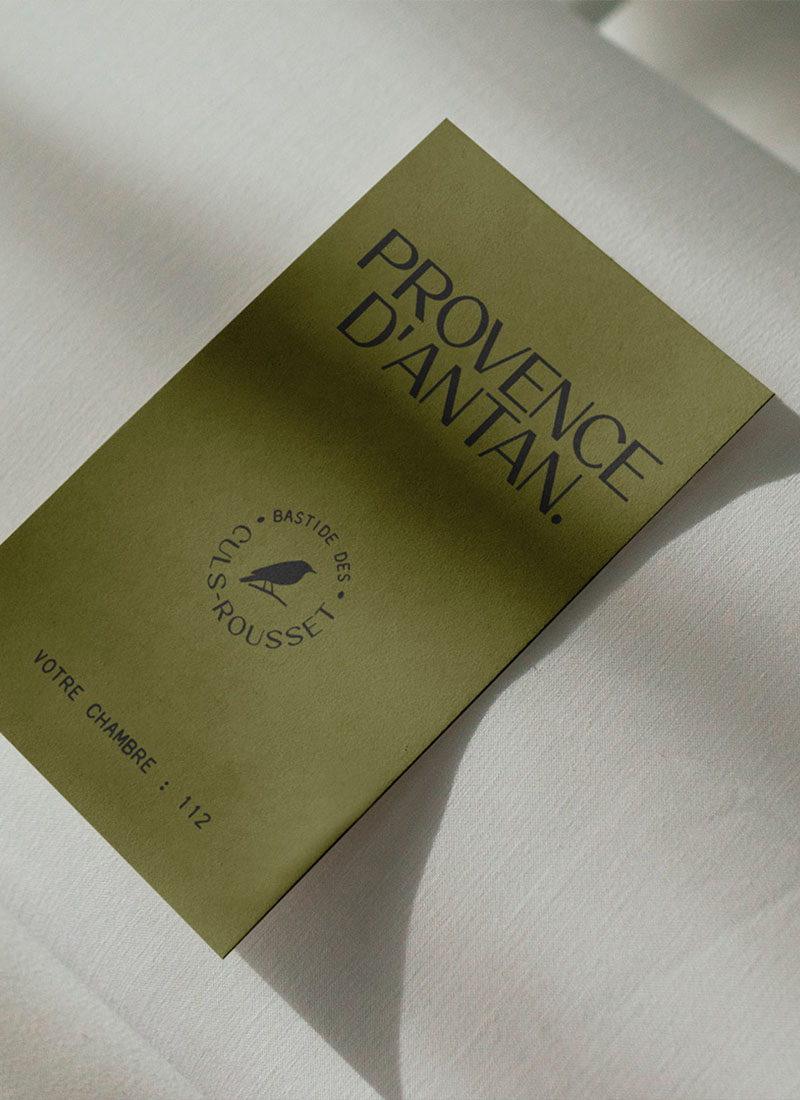 PROVENCE
D'ANTAN.
• BASTIDE DES •
CULS-ROUSSET
VOTRE CHAMBRE : 112